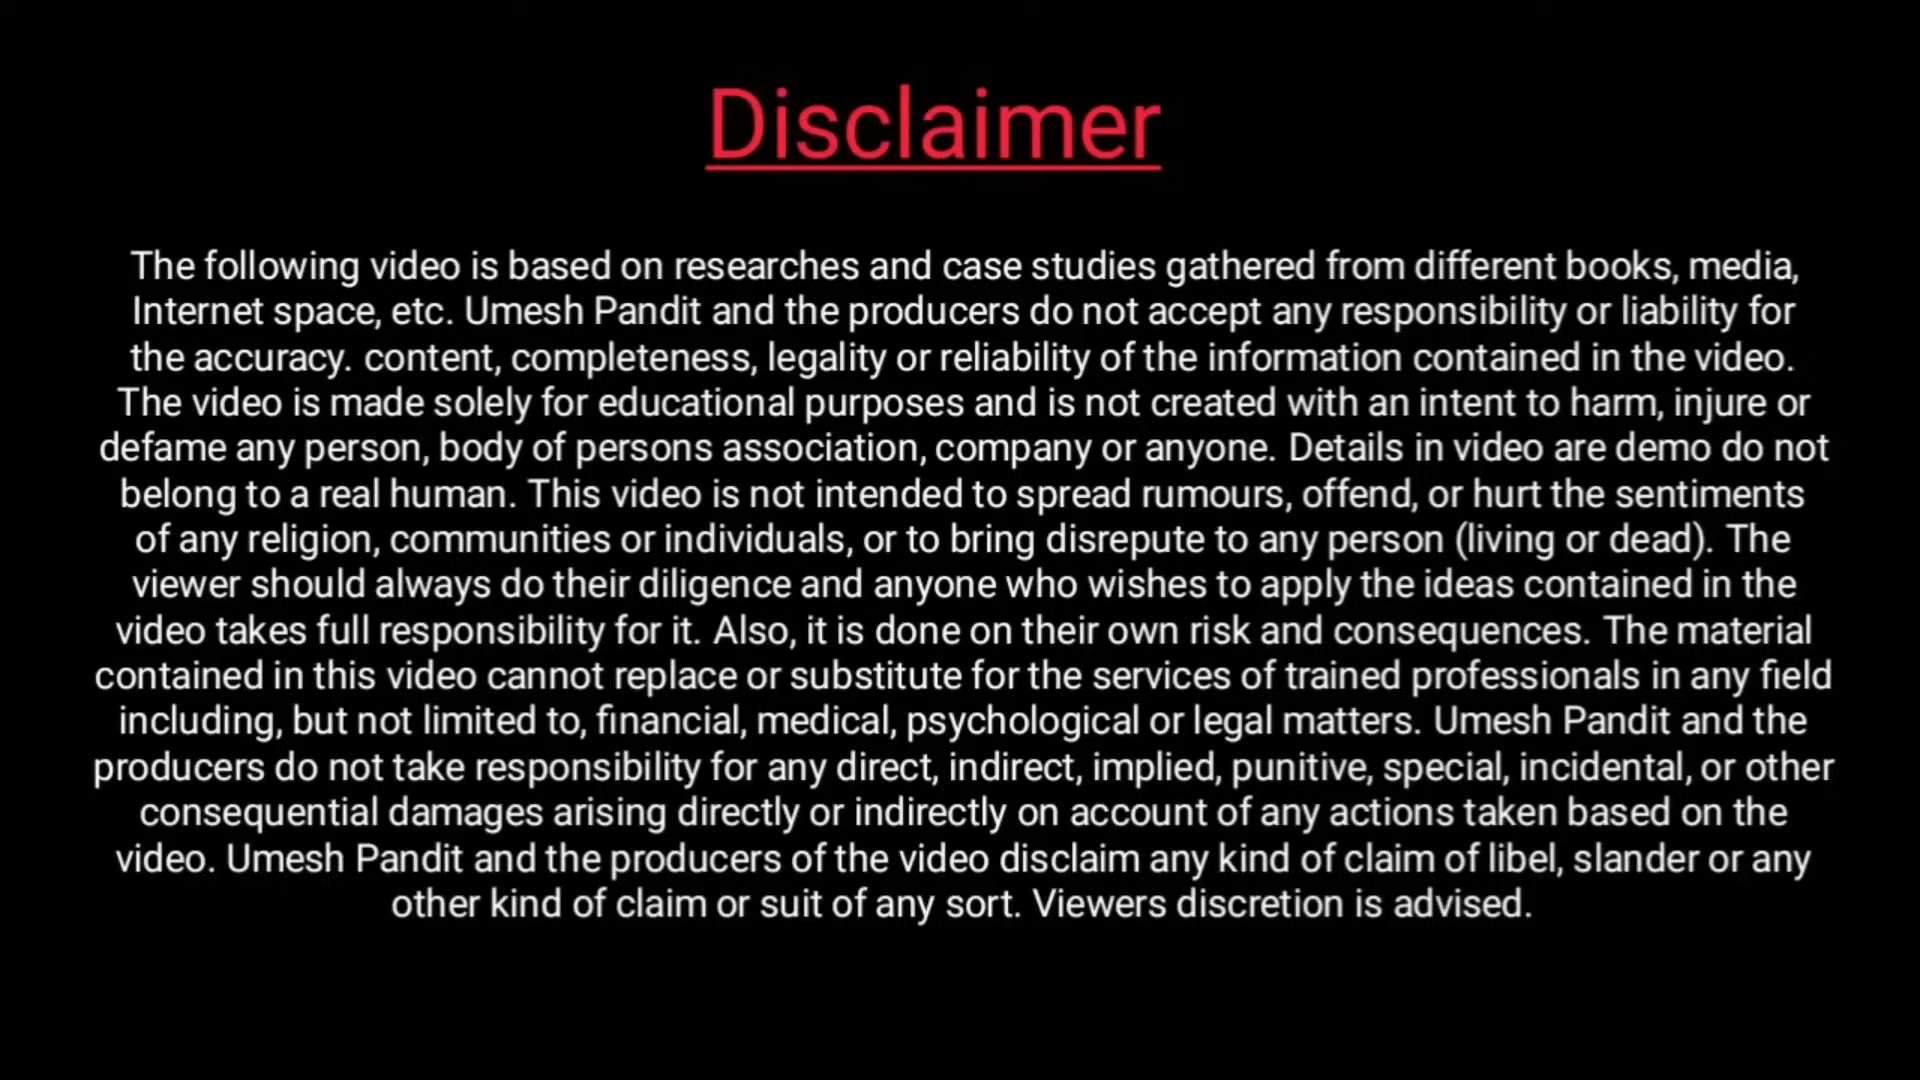 Disclaimer
The following video is based on researches and case studies gathered from different books, media,
Internet space, etc. Umesh Pandit and the producers do not accept any responsibility or liability for
the accuracy. content, completeness, legality or reliability of the information contained in the video.
The video is made solely for educational purposes and is not created with an intent to harm, injure or
defame any person, body of persons association, company or anyone. Details in video are demo do not
belong to a real human. This video is not intended to spread rumours, offend, or hurt the sentiments
of any religion, communities or individuals, or to bring disrepute to any person (living or dead). The
viewer should always do their diligence and anyone who wishes to apply the ideas contained in the
video takes full responsibility for it. Also, it is done on their own risk and consequences. The material
contained in this video cannot replace or substitute for the services of trained professionals in any field
including, but not limited to, financial, medical, psychological or legal matters. Umesh Pandit and the
producers do not take responsibility for any direct, indirect, implied, punitive, special, incidental, or other
consequential damages arising directly or indirectly on account of any actions taken based on the
video. Umesh Pandit and the producers of the video disclaim any kind of claim of libel, slander or any
other kind of claim or suit of any sort. Viewers discretion is advised.